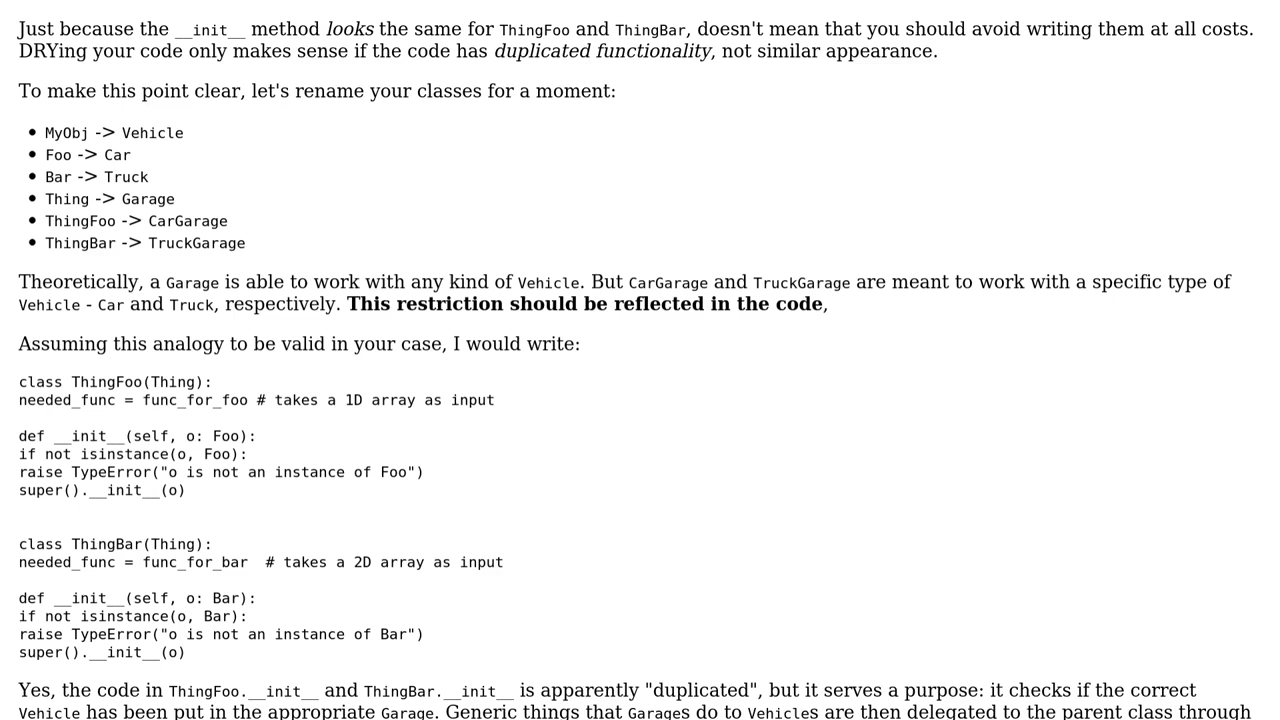 Just because the __init__ method looks the same for ThingFoo and ThingBar, doesn't mean that you should avoid writing them at all costs.
DRYing your code only makes sense if the code has duplicated functionality, not similar appearance.
To make this point clear, let's rename your classes for a moment:
• MyObj -> Vehicle
• Foo -> Car
• Bar -> Truck
• Thing -> Garage
• ThingFoo -> CarGarage
• ThingBar -> TruckGarage
Theoretically, a Garage is able to work with any kind of Vehicle. But CarGarage and TruckGarage are meant to work with a specific type of
Vehicle - Car and Truck, respectively. This restriction should be reflected in the code,
Assuming this analogy to be valid in your case, I would write:
class ThingFoo(Thing):
needed_func = func_for_foo # takes a 1D array as input
def __init__(self, o: Foo):
if not isinstance(o, Foo):
raise TypeError("o is not an instance of Foo")
super().__init__(o)
class ThingBar(Thing):
needed_func = func_for_bar  # takes a 2D array as input
def __init__(self, o: Bar):
if not isinstance(o, Bar):
raise TypeError("o is not an instance of Bar")
super().__init__(o)
Yes, the code in ThingFoo.__init__ and ThingBar.__init__ is apparently "duplicated", but it serves a purpose: it checks if the correct
Vehicle has been put in the appropriate Garage. Generic things that Garages do to Vehicles are then delegated to the parent class through